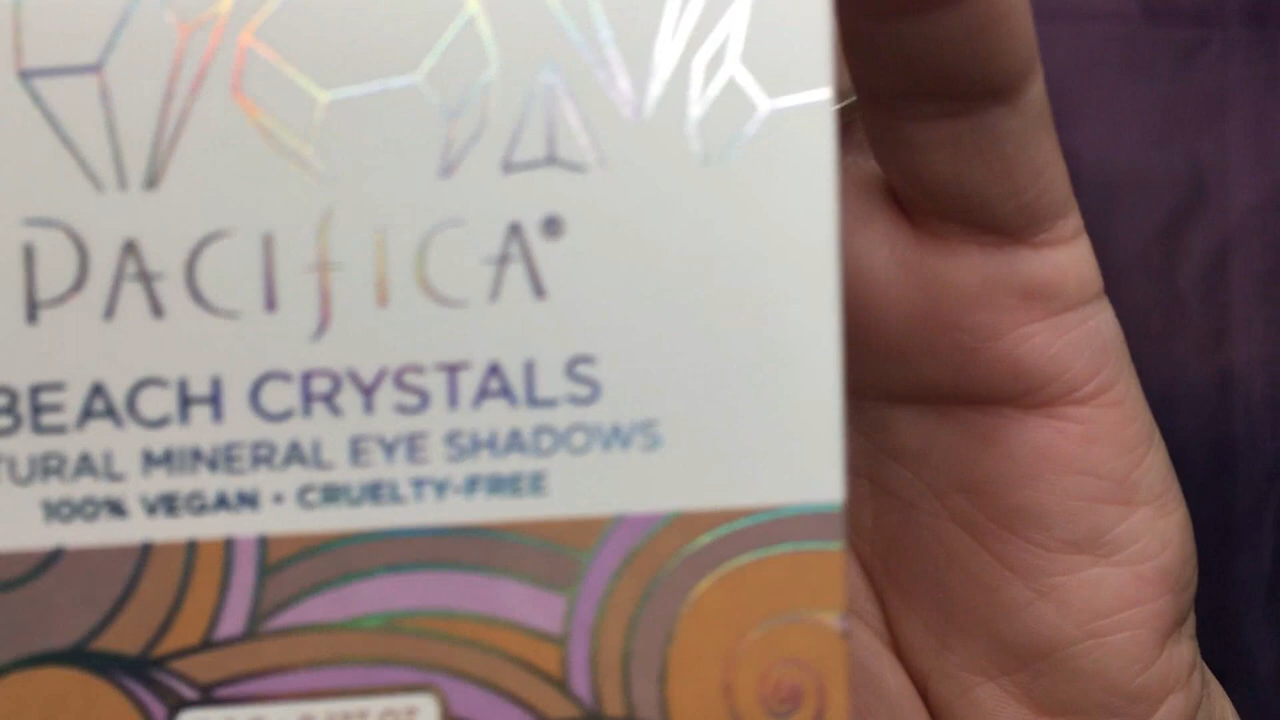 PACIFICA®
BEACH CRYSTALS
TURAL MINERAL EYE SHADOWS
100% VEGAN • CRUELTY-FREE